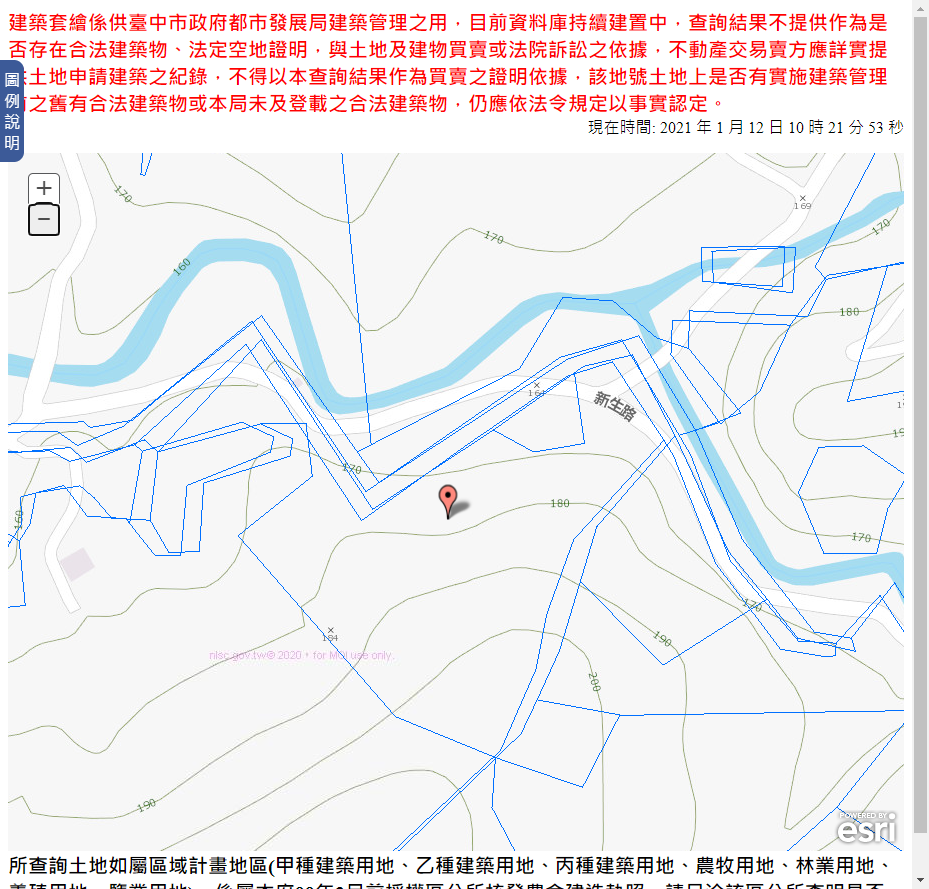 建築套繪係供臺中市政府都市發展局建築管理之用，目前資料庫持續建置中，查詢結果不提供作為是
否存在合法建築物、法定空地證明，與土地及建物買賣或法院訴訟之依據，不動產交易賣方應詳實提
土地申請建築之紀錄，不得以本查詢結果作為買賣之證明依據，該地號土地上是否有實施建築管理
之舊有合法建築物或本局未及登載之合法建築物，仍應依法令規定以事實認定。
圖例說明
現在時間: 2021 年 1 月 12 日 10 時 21 分 53 秒
+
−
170
169
170
170
160
180
164
新生路
170
180
160
170
170
184
190
nlsc.gov.tw© 2020，for MOI use only.
200
190
POWERED BY
esri
所查詢土地如屬區域計畫地區(甲種建築用地、乙種建築用地、丙種建築用地、農牧用地、林業用地、